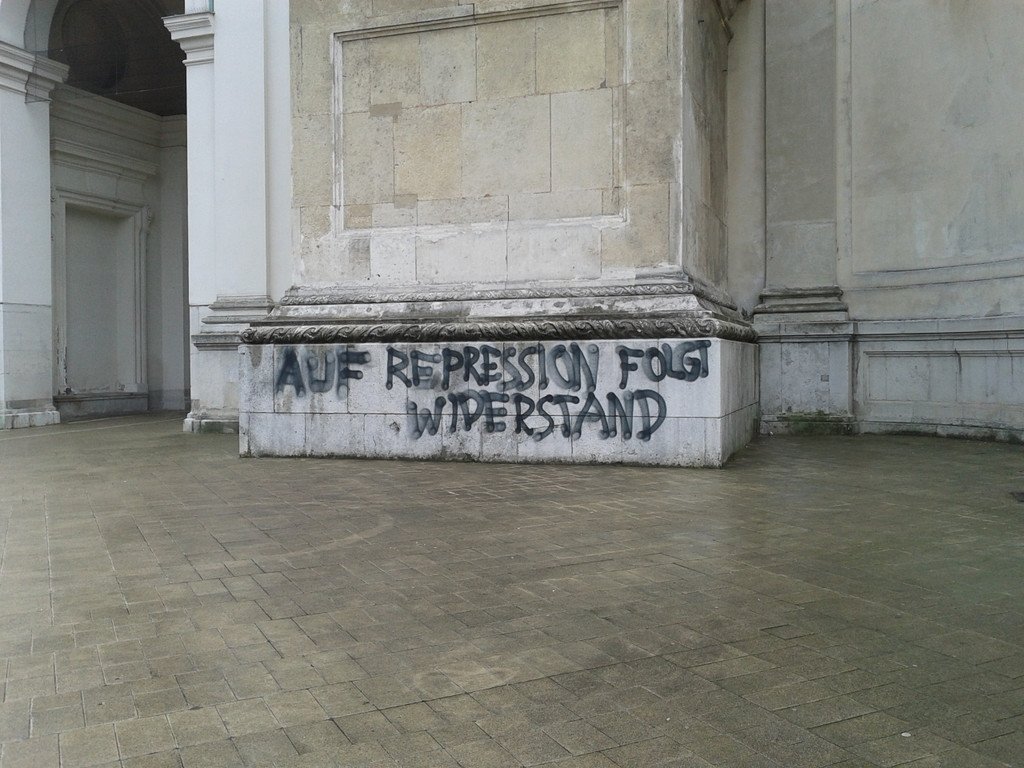 AUF REPRESSION FOLGT
WIDERSTAND